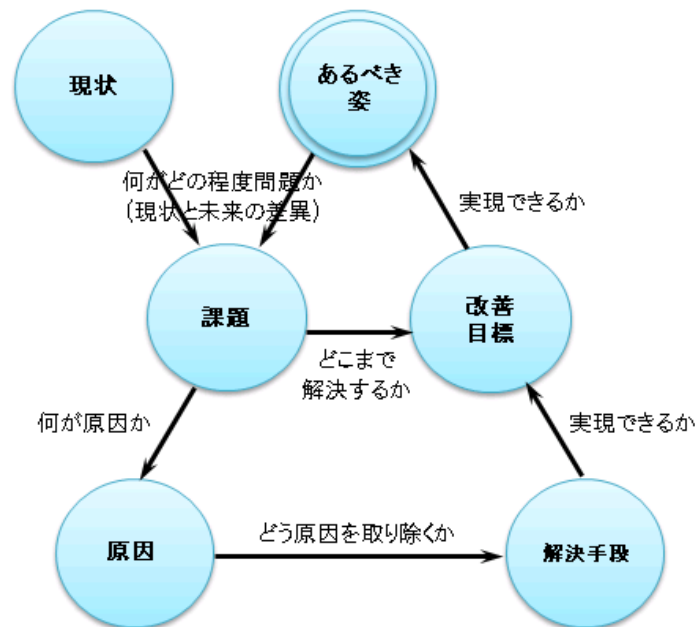 現状
あるべき
姿
何がどの程度問題か
(現状と未来の差異)
実現できるか
課題
改善
目標
どこまで
解決するか
何が原因か
実現できるか
原因
どう原因を取り除くか
解決手段